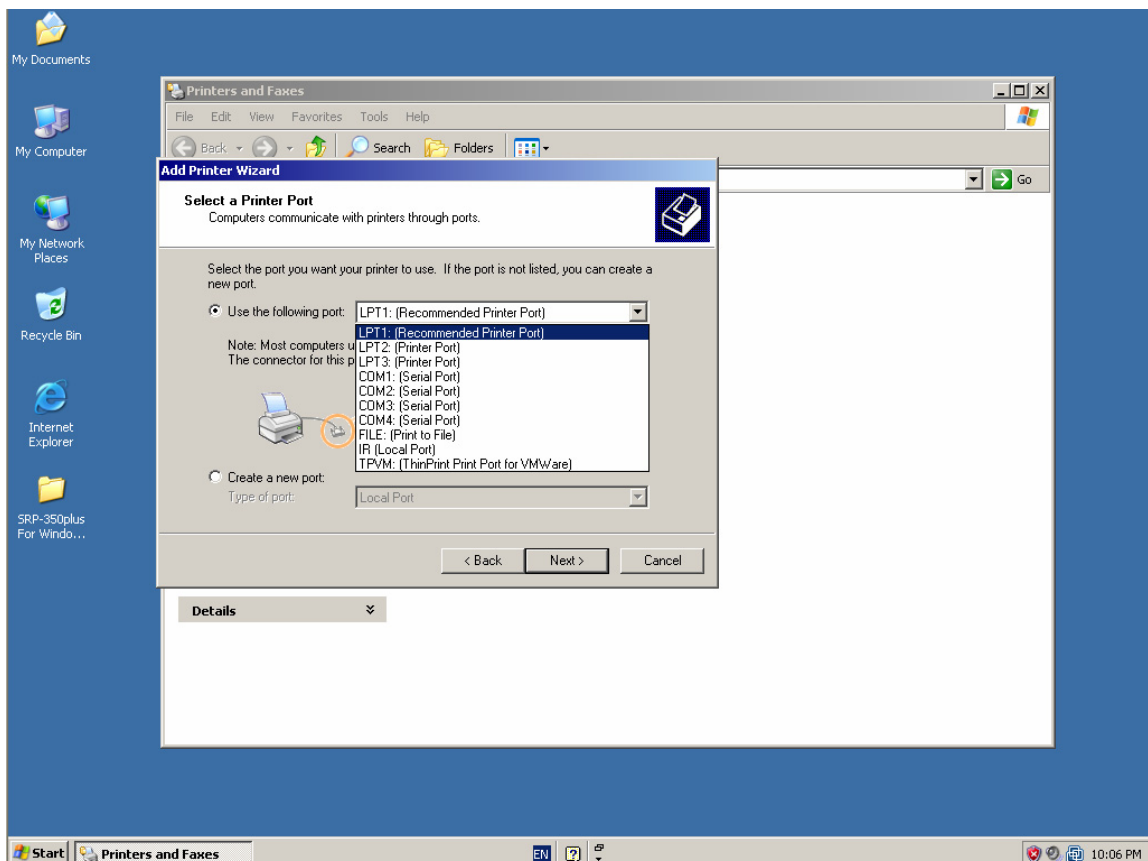 My Documents
My Computer
My Network
Places
Recycle Bin
Internet
Explorer
SRP-350plus
For Windo...
Printers and Faxes
File Edit View Favorites Tools Help
Back Search Folders
Go
Add Printer Wizard
Select a Printer Port
Computers communicate with printers through ports.
Select the port you want your printer to use. If the port is not listed, you can create a
new port.
Use the following port: LPT1: (Recommended Printer Port)
LPT1: (Recommended Printer Port)
LPT2: (Printer Port)
LPT3: (Printer Port)
COM1: (Serial Port)
COM2: (Serial Port)
COM3: (Serial Port)
COM4: (Serial Port)
FILE: (Print to File)
IR (Local Port)
TPVM: (ThinPrint Print Port for VMWare)
Note: Most computers u
The connector for this p
Create a new port:
Type of port: Local Port
< Back Next > Cancel
Details
Start Printers and Faxes EN 10:06 PM